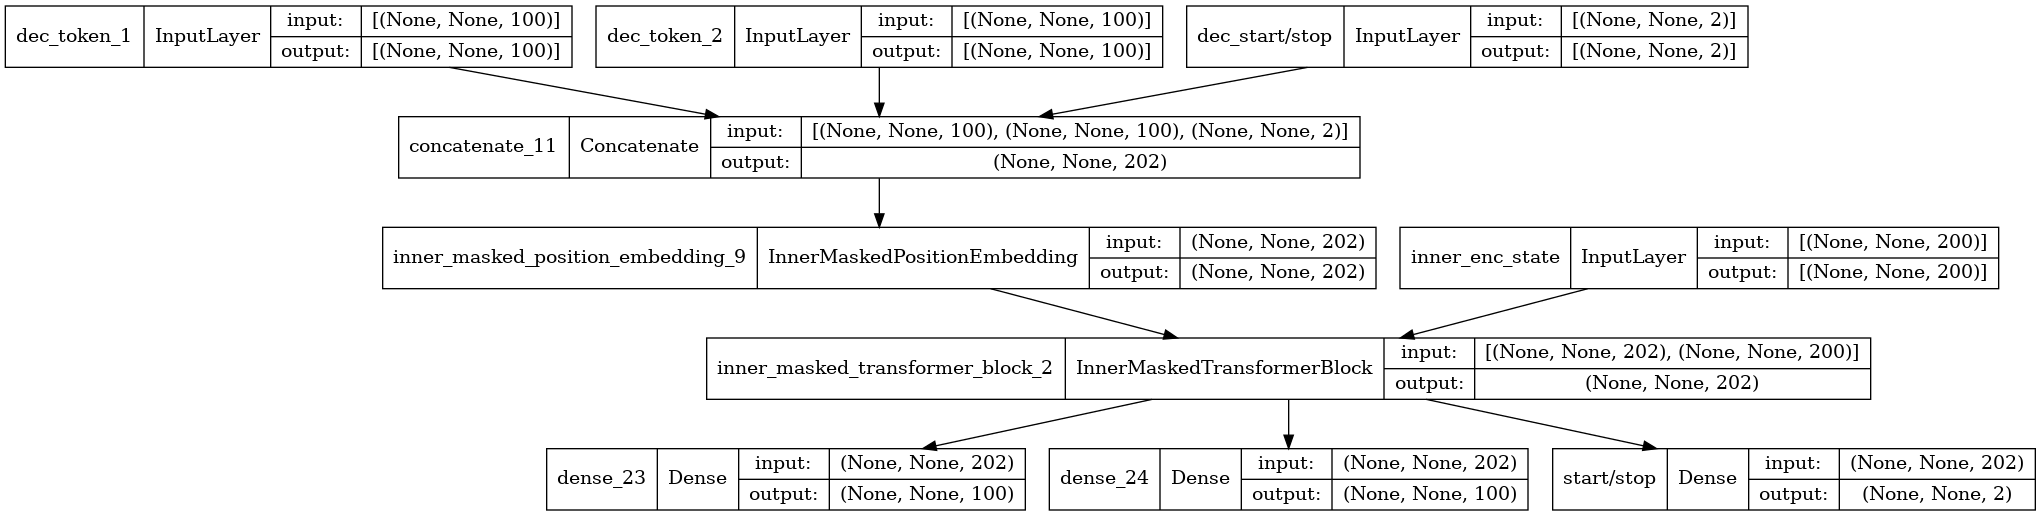 dec_token_1 InputLayer input: [(None, None, 100)]
output: [(None, None, 100)]
dec_token_2 InputLayer input: [(None, None, 100)]
output: [(None, None, 100)]
dec_start/stop InputLayer input: [(None, None, 2)]
output: [(None, None, 2)]
concatenate_11 Concatenate input: [(None, None, 100), (None, None, 100), (None, None, 2)]
output: (None, None, 202)
inner_masked_position_embedding_9 InnerMaskedPositionEmbedding input: (None, None, 202)
output: (None, None, 202)
inner_enc_state InputLayer input: [(None, None, 200)]
output: [(None, None, 200)]
inner_masked_transformer_block_2 InnerMaskedTransformerBlock input: [(None, None, 202), (None, None, 200)]
output: (None, None, 202)
dense_23 Dense input: (None, None, 202)
output: (None, None, 100)
dense_24 Dense input: (None, None, 202)
output: (None, None, 100)
start/stop Dense input: (None, None, 202)
output: (None, None, 2)